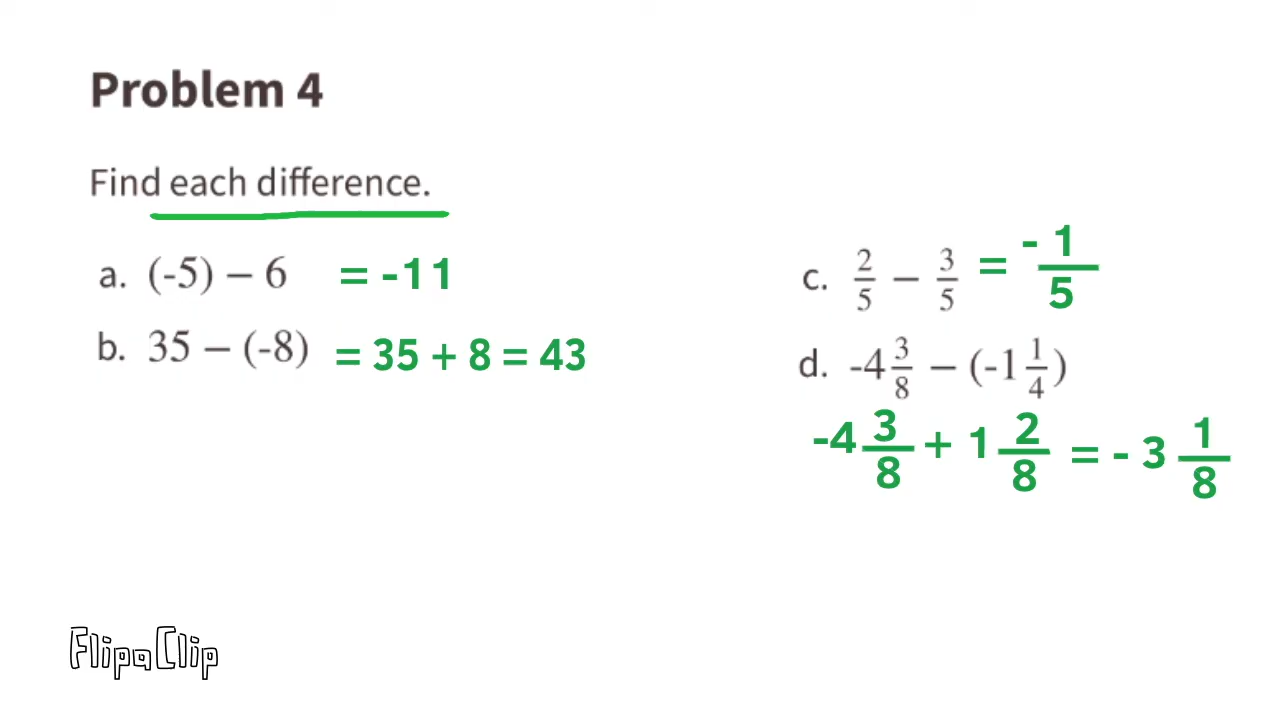 Problem 4
Find each difference.
a. (-5) – 6 = -11
b. 35 – (-8) = 35 + 8 = 43
c. 2/5 – 3/5 = -1/5
d. -4 3/8 – (-1 1/4)
-4 3/8 + 1 2/8 = - 3 1/8
FlipaClip